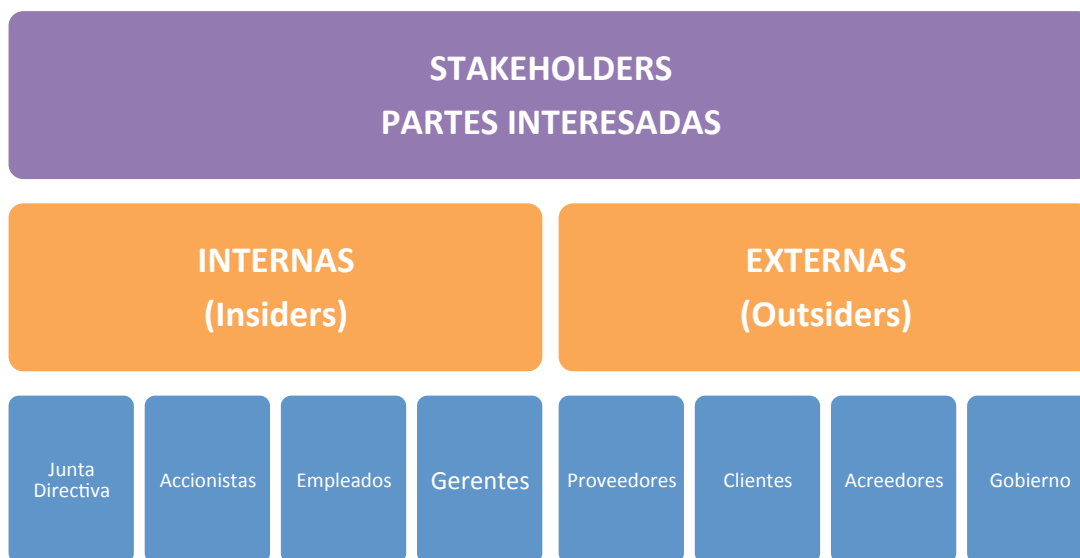 STAKEHOLDERS
PARTES INTERESADAS
INTERNAS
(Insiders)
EXTERNAS
(Outsiders)
Junta
Directiva
Accionistas
Empleados
Gerentes
Proveedores
Clientes
Acreedores
Gobierno